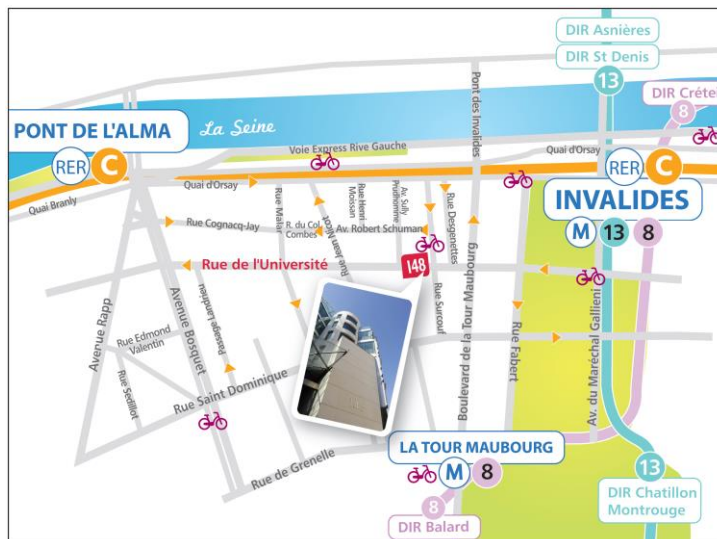 DIR Asnières
DIR St Denis
13
DIR Crétei
8
PONT DE L'ALMA
RER C
La Seine
Pont des Invalides
Voie Express Rive Gauche
Quai d'Orsay
RER C
INVALIDES
M 13 8
Quai Branly
Quai d'Orsay
Rue Cognacq-Jay
Rue Malar
R. du Col. Combes
Rue Jean Nicot
Rue Henri Moissan
Av. Sully Prudhomme
Av. Robert Schuman
Rue Desgenettes
Rue de l'Université
148
Rue Surcouf
Boulevard de la Tour Maubourg
Rue Fabert
Av. du Maréchal Gallieni
Avenue Rapp
Avenue Bosquet
Passage Landrieu
Rue Edmond Valentin
Rue Sédillot
Rue Saint Dominique
Rue de Grenelle
LA TOUR MAUBOURG
M 8
8
DIR Balard
13
DIR Chatillon
Montrouge